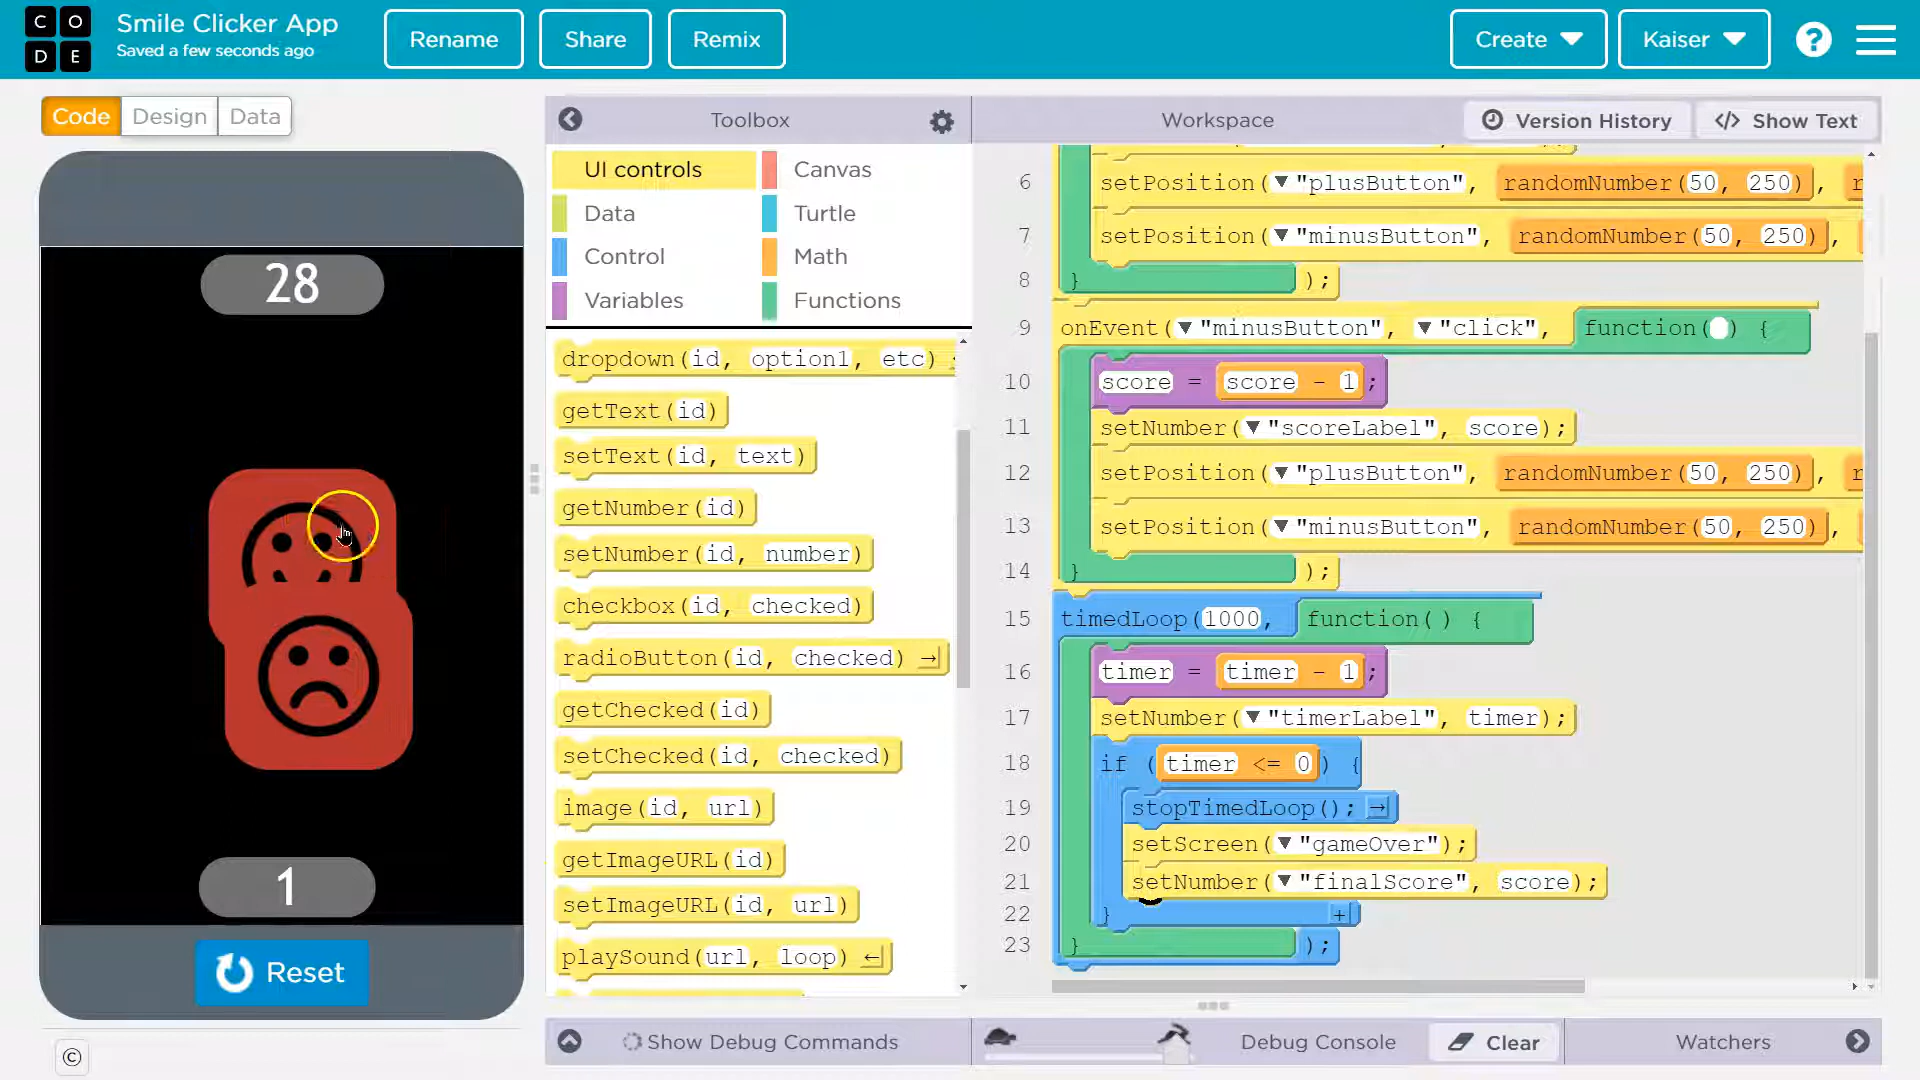 CODE
Smile Clicker App
Saved a few seconds ago
Rename
Share
Remix
Create
Kaiser
?
Code
Design
Data
28
1
Reset
©
Toolbox
UI controls
Canvas
Data
Turtle
Control
Math
Variables
Functions
dropdown(id, option1, etc)
getText(id)
setText(id, text)
getNumber(id)
setNumber(id, number)
checkbox(id, checked)
radioButton(id, checked)
getChecked(id)
setChecked(id, checked)
image(id, url)
getImageURL(id)
setImageURL(id, url)
playSound(url, loop)
Show Debug Commands
Workspace
Version History
</> Show Text
6 setPosition("plusButton", randomNumber(50, 250), r
7 setPosition("minusButton", randomNumber(50, 250),
8 } );
9 onEvent("minusButton", "click", function( ) {
10 score = score - 1;
11 setNumber("scoreLabel", score);
12 setPosition("plusButton", randomNumber(50, 250), r
13 setPosition("minusButton", randomNumber(50, 250),
14 } );
15 timedLoop(1000, function( ) {
16 timer = timer - 1;
17 setNumber("timerLabel", timer);
18 if (timer <= 0) {
19 stopTimedLoop();
20 setScreen("gameOver");
21 setNumber("finalScore", score);
22 } +
23 } );
Debug Console
Clear
Watchers